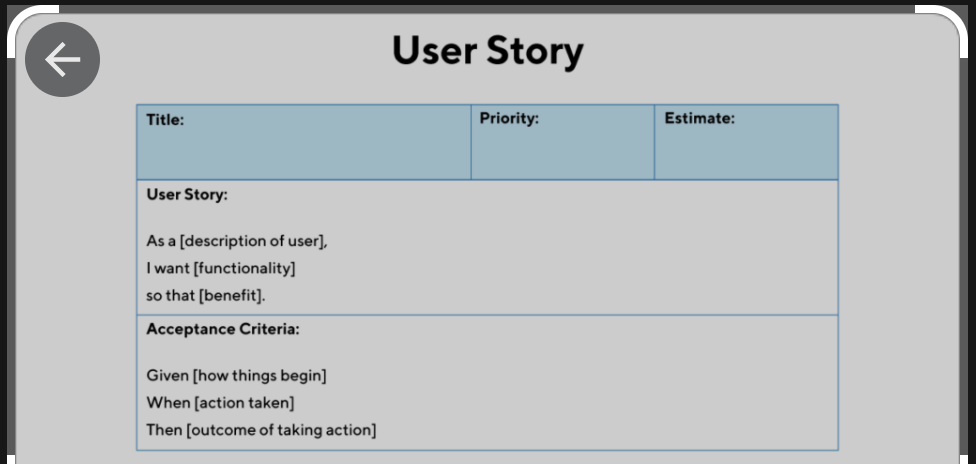 User Story
Title:
Priority:
Estimate:
User Story:
As a [description of user],
I want [functionality]
so that [benefit].
Acceptance Criteria:
Given [how things begin]
When [action taken]
Then [outcome of taking action]